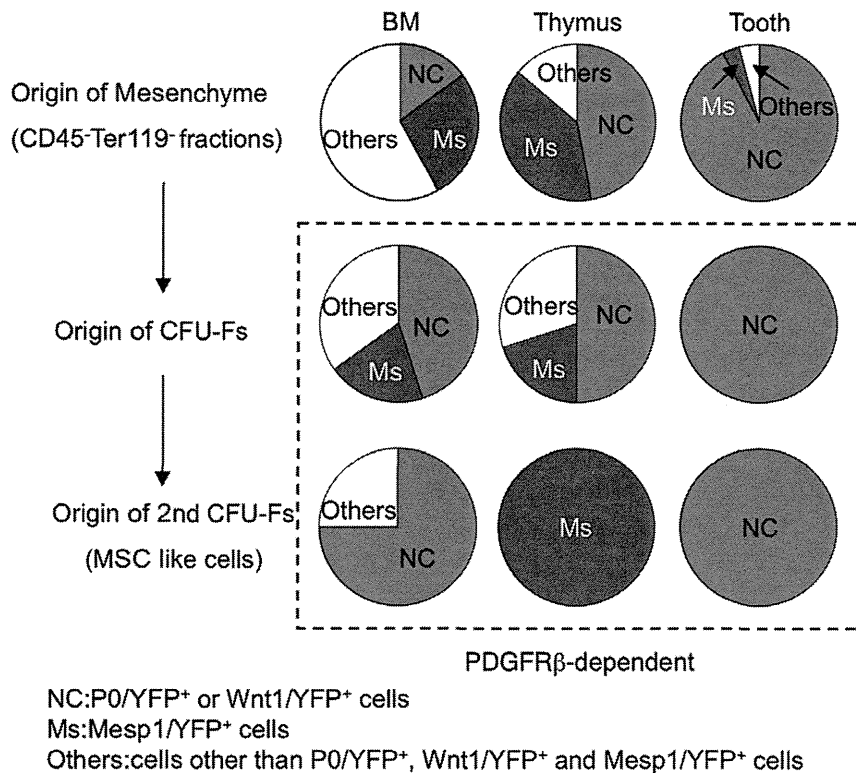 BM Thymus Tooth
Origin of Mesenchyme
(CD45-Ter119- fractions)
NC
Others
Ms
Others
NC
Ms
Ms
Others
NC
Origin of CFU-Fs
Others
NC
Ms
Others
NC
Ms
NC
Origin of 2nd CFU-Fs
(MSC like cells)
Others
NC
Ms
NC
PDGFRβ-dependent
NC:P0/YFP+ or Wnt1/YFP+ cells
Ms:Mesp1/YFP+ cells
Others:cells other than P0/YFP+, Wnt1/YFP+ and Mesp1/YFP+ cells